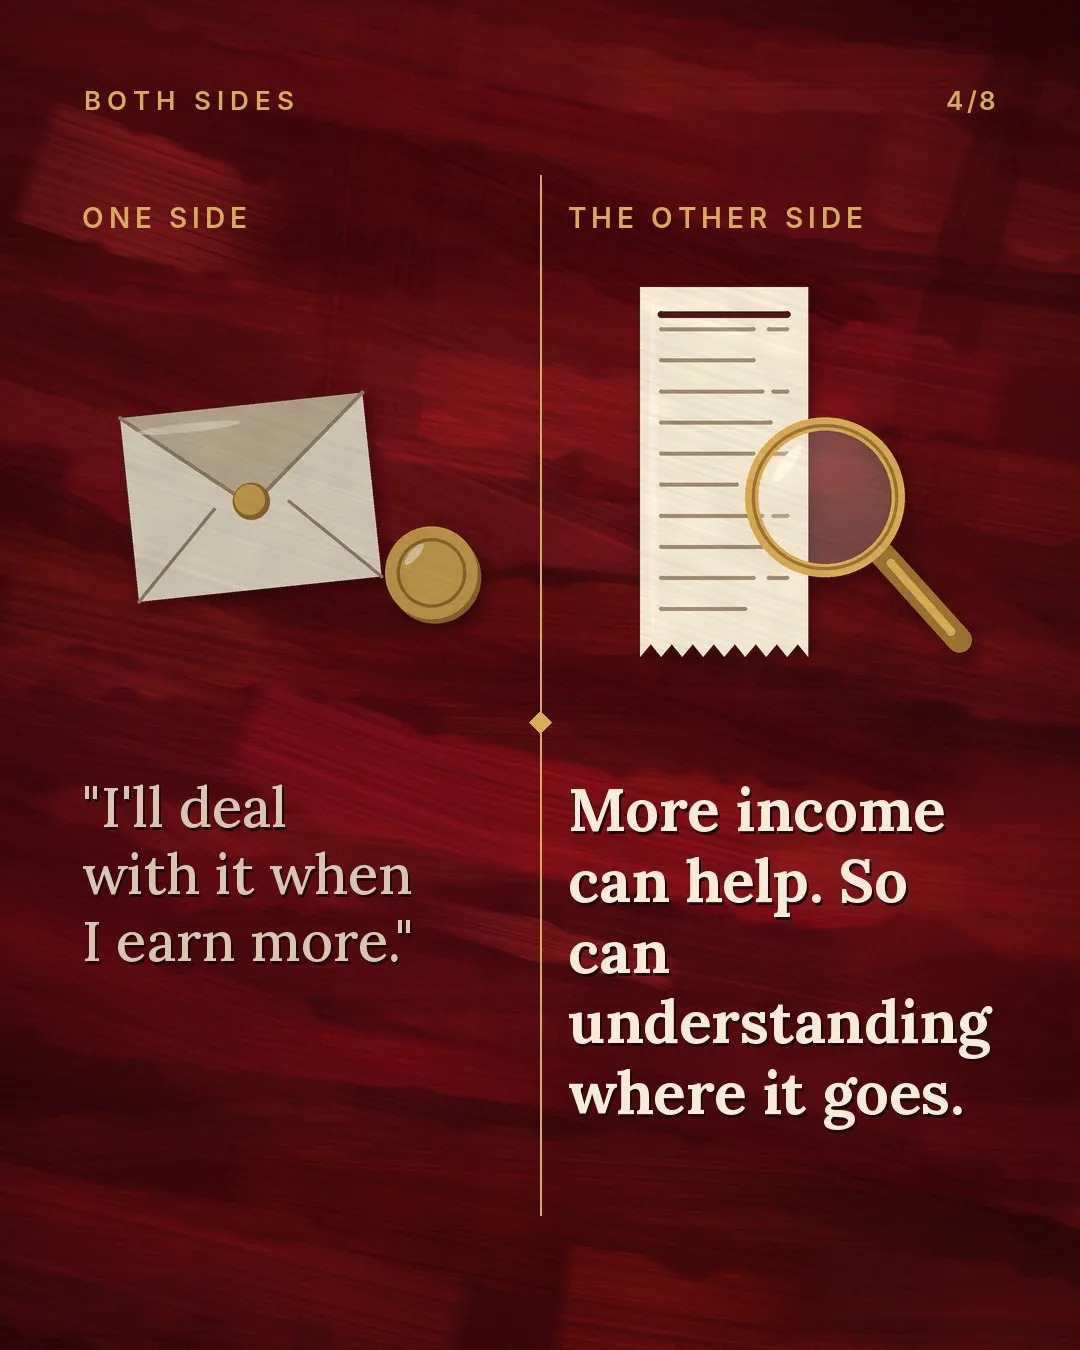 BOTH SIDES
4/8
ONE SIDE
"I'll deal
with it when
I earn more."
THE OTHER SIDE
More income
can help. So
can
understanding
where it goes.